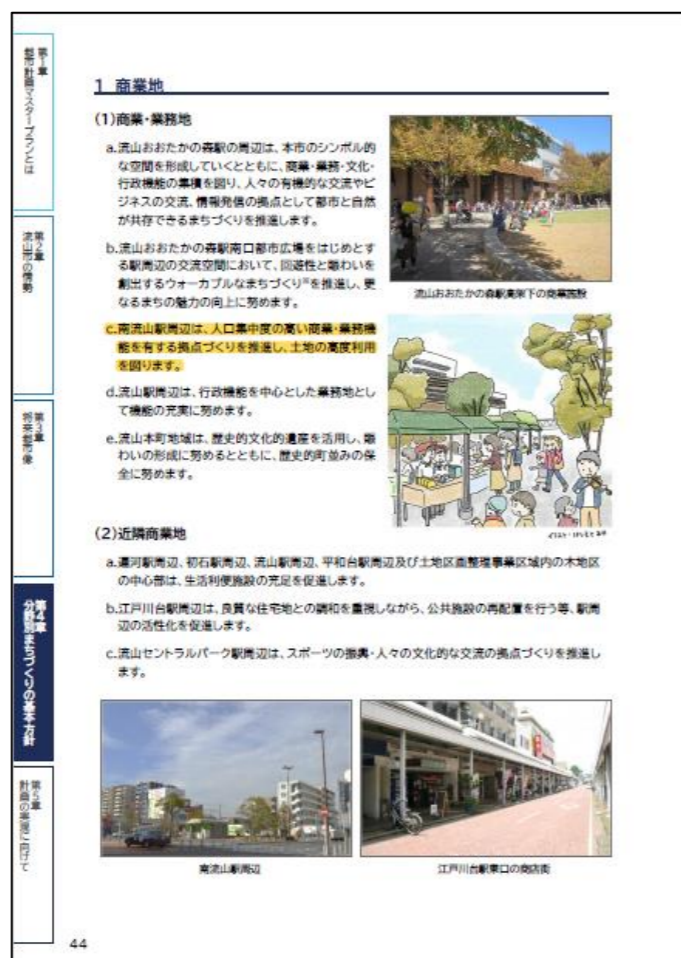 第1章
都市計画マスタープランとは
第2章
流山市の情勢
第3章
将来都市像
第4章
分野別まちづくりの基本方針
第5章
計画の実現に向けて
1 商業地
(1)商業・業務地
a.流山おおたかの森駅の周辺は、本市のシンボル的
な空間を形成していくとともに、商業・業務・文化・
行政機能の集積を図り、人々の有機的な交流やビ
ジネスの交流、情報発信の拠点として都市と自然
が共存できるまちづくりを推進します。
b.流山おおたかの森駅南口都市広場をはじめとす
る駅周辺の交流空間において、回遊性と賑わいを
創出するウォーカブルなまちづくり※を推進し、更
なるまちの魅力の向上に努めます。
c.南流山駅周辺は、人口集中度の高い商業・業務機
能を有する拠点づくりを推進し、土地の高度利用
を図ります。
d.流山駅周辺は、行政機能を中心とした業務地とし
て機能の充実に努めます。
e.流山本町地域は、歴史的文化的遺産を活用し、賑
わいの形成に努めるとともに、歴史的町並みの保
全に努めます。
流山おおたかの森駅高架下の商業施設
(2)近隣商業地
a.運河駅周辺、初石駅周辺、流山駅周辺、平和台駅周辺及び土地区画整理事業区域内の木地区
の中心部は、生活利便施設の充足を促進します。
b.江戸川台駅周辺は、良質な住宅地との調和を重視しながら、公共施設の再配置を行う等、駅周
辺の活性化を促進します。
c.流山セントラルパーク駅周辺は、スポーツの振興・人々の文化的な交流の拠点づくりを推進し
ます。
南流山駅周辺
江戸川台駅東口の商店街
44